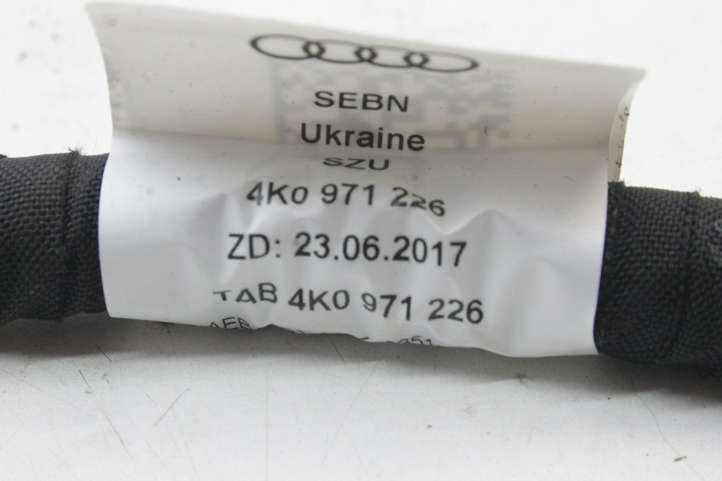 SEBN
Ukraine
SZU
4K0 971 226
ZD: 23.06.2017
TAB 4K0 971 226